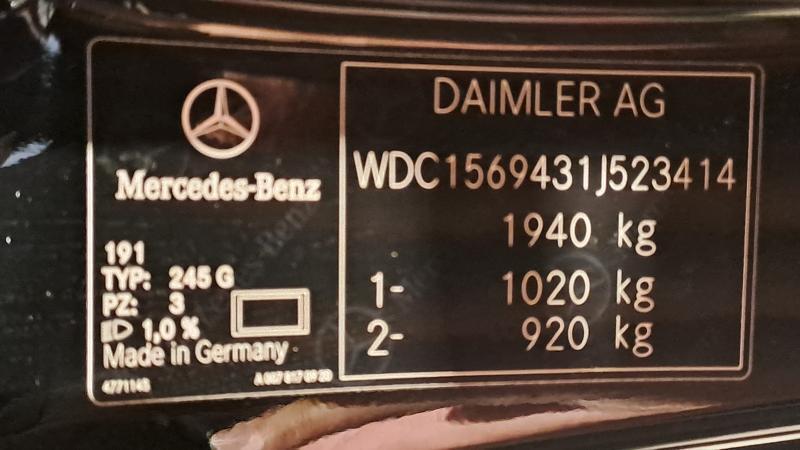 Mercedes-Benz
191
TYP: 245 G
PZ: 3
1,0 %
Made in Germany
4771145
DAIMLER AG
WDC1569431J523414
1940 kg
1- 1020 kg
2- 920 kg